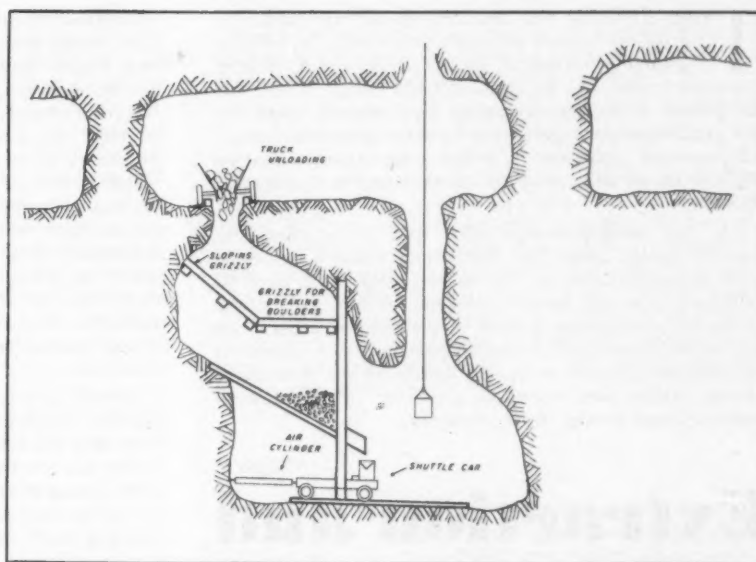 TRUCK
UNLOADING
SLOPING
GRIZZLY
GRIZZLY FOR
BREAKING
BOULDERS
AIR
CYLINDER
SHUTTLE CAR